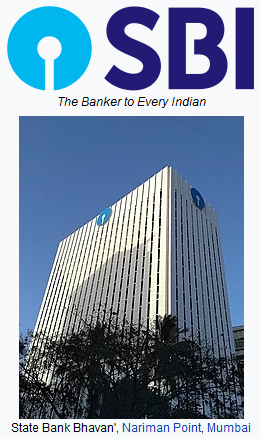 SBI
The Banker to Every Indian
State Bank Bhavan', Nariman Point, Mumbai